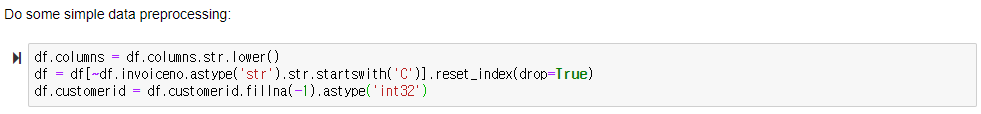 Do some simple data preprocessing:
df.columns = df.columns.str.lower()
df = df[~df.invoiceno.astype('str').str.startswith('C')].reset_index(drop=True)
df.customerid = df.customerid.fillna(-1).astype('int32')